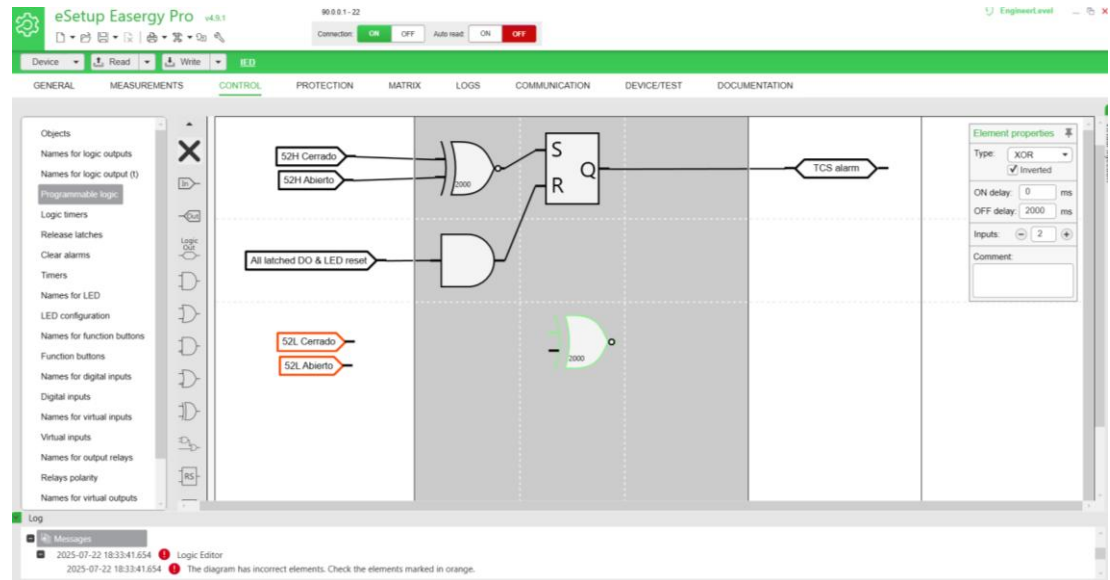 eSetup Easergy Pro v4.9.1
90.0.0.1 - 22
EngineerLevel
Connection: ON OFF Auto read: ON OFF
Device Read Write IED
GENERAL MEASUREMENTS CONTROL PROTECTION MATRIX LOGS COMMUNICATION DEVICE/TEST DOCUMENTATION
Objects
Names for logic outputs
Names for logic output (t)
Programmable logic
Logic timers
Release latches
Clear alarms
Timers
Names for LED
LED configuration
Names for function buttons
Function buttons
Names for digital inputs
Digital inputs
Names for virtual inputs
Virtual inputs
Names for output relays
Relays polarity
Names for virtual outputs
In
Out
Logic
Out
RS
52H Cerrado
52H Abierto
2000
S
Q
R
TCS alarm
All latched DO & LED reset
52L Cerrado
52L Abierto
2000
Element properties
Type: XOR
Inverted
ON delay: 0 ms
OFF delay: 2000 ms
Inputs: 2
Comment:
Log
Messages
2025-07-22 18:33:41.654 Logic Editor
2025-07-22 18:33:41.654 The diagram has incorrect elements. Check the elements marked in orange.